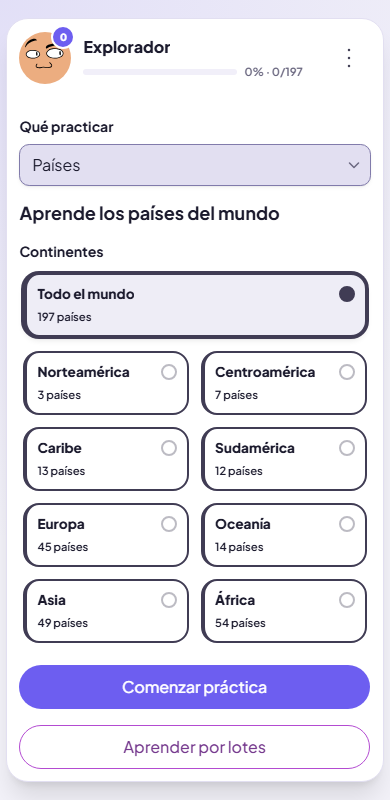 0
Explorador
0% · 0/197
Qué practicar
Países
Aprende los países del mundo
Continentes
Todo el mundo
197 países
Norteamérica
3 países
Centroamérica
7 países
Caribe
13 países
Sudamérica
12 países
Europa
45 países
Oceanía
14 países
Asia
49 países
África
54 países
Comenzar práctica
Aprender por lotes